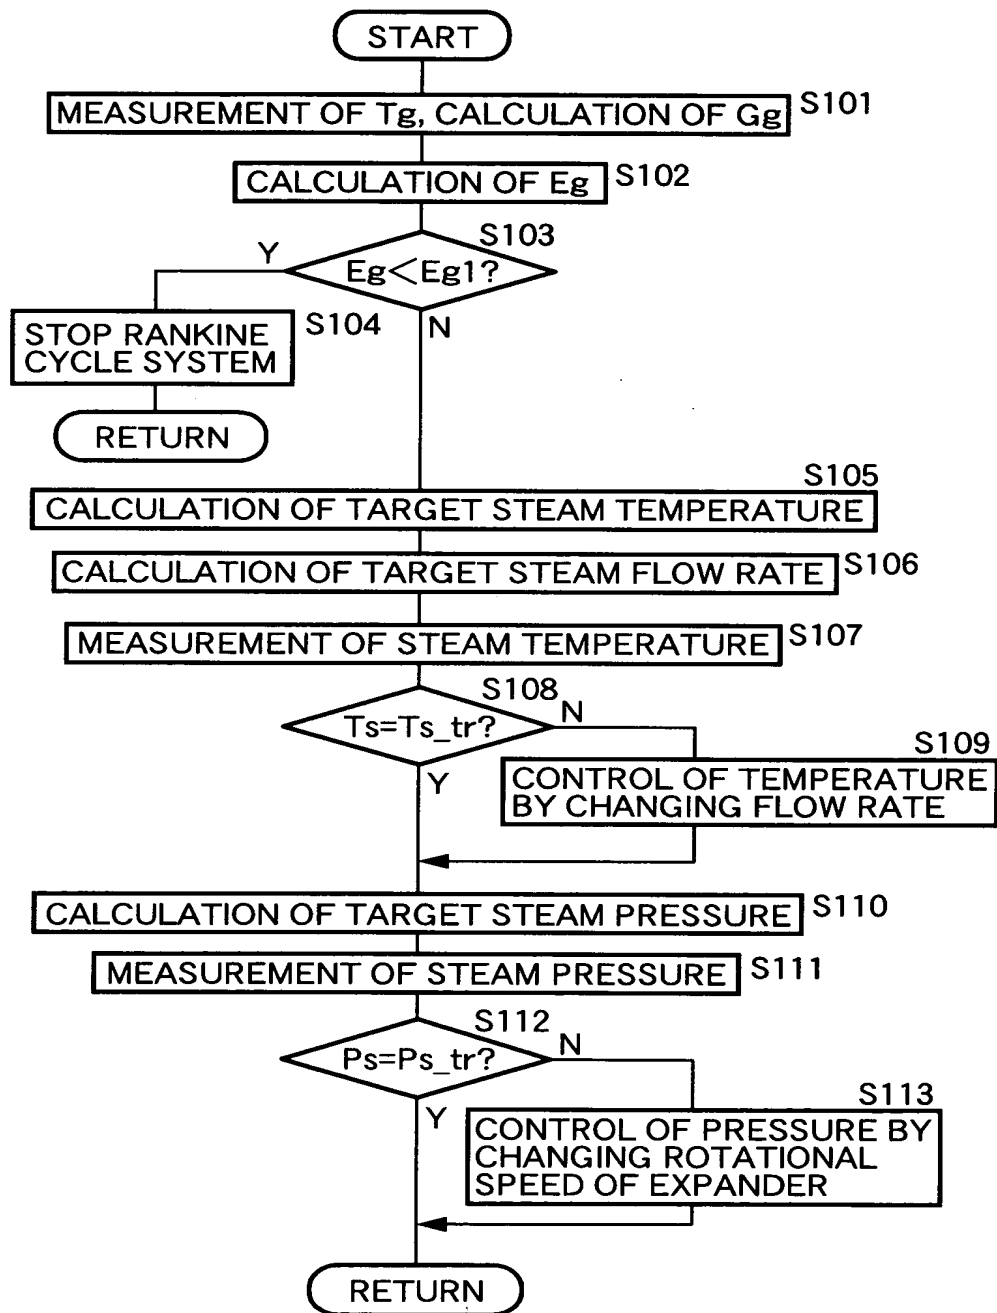 START
MEASUREMENT OF Tg, CALCULATION OF Gg
S101
CALCULATION OF Eg
S102
S103
Eg<Eg1?
Y
N
S104
STOP RANKINE
CYCLE SYSTEM
RETURN
S105
CALCULATION OF TARGET STEAM TEMPERATURE
CALCULATION OF TARGET STEAM FLOW RATE
S106
MEASUREMENT OF STEAM TEMPERATURE
S107
S108
Ts=Ts_tr?
N
Y
S109
CONTROL OF TEMPERATURE
BY CHANGING FLOW RATE
CALCULATION OF TARGET STEAM PRESSURE
S110
MEASUREMENT OF STEAM PRESSURE
S111
S112
Ps=Ps_tr?
N
Y
S113
CONTROL OF PRESSURE BY
CHANGING ROTATIONAL
SPEED OF EXPANDER
RETURN